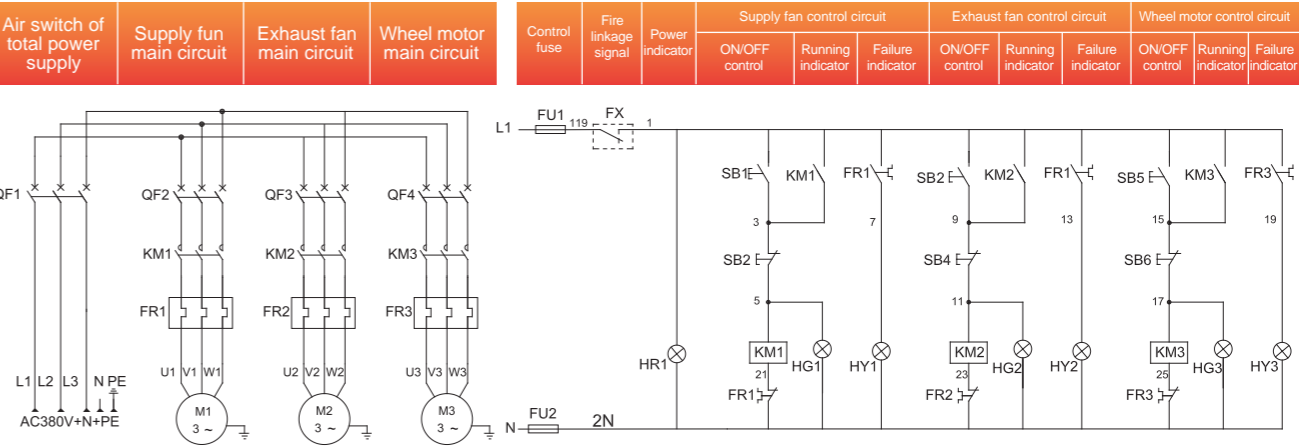 Air switch of
total power
supply
Supply fun
main circuit
Exhaust fan
main circuit
Wheel motor
main circuit
Control
fuse
Fire
linkage
signal
Power
indicator
Supply fan control circuit
ON/OFF
control
Running
indicator
Failure
indicator
Exhaust fan control circuit
ON/OFF
control
Running
indicator
Failure
indicator
Wheel motor control circuit
ON/OFF
control
Running
indicator
Failure
indicator
QF1
QF2
QF3
QF4
KM1
KM2
KM3
FR1
FR2
FR3
U1 V1 W1
U2 V2 W2
U3 V3 W3
L1 L2 L3 N PE
AC380V+N+PE
M1
3 ~
M2
3 ~
M3
3 ~
L1 FU1 119 FX 1
SB1 KM1 FR1 SB2 KM2 FR1 SB5 KM3 FR3
3 7 9 13 15 19
SB2 SB4 SB6
5 11 17
HR1 KM1 HG1 HY1 KM2 HG2 HY2 KM3 HG3 HY3
21 23 25
FR1 FR2 FR3
N FU2 2N